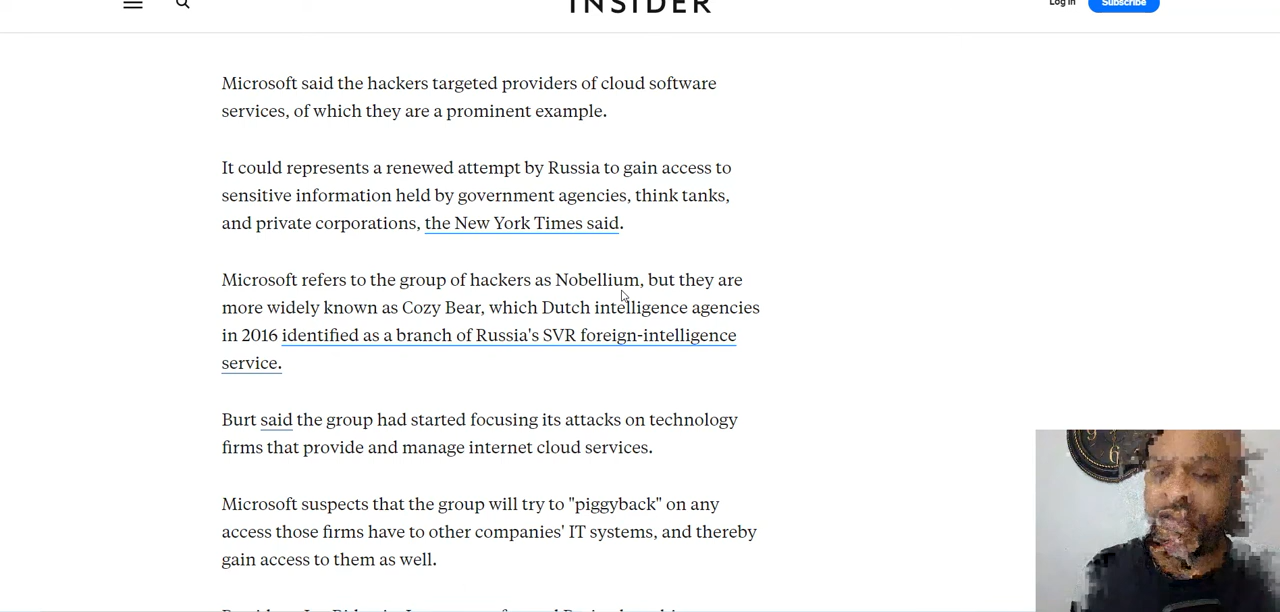 INSIDER
Log in
Subscribe
Microsoft said the hackers targeted providers of cloud software
services, of which they are a prominent example.
It could represents a renewed attempt by Russia to gain access to
sensitive information held by government agencies, think tanks,
and private corporations, the New York Times said.
Microsoft refers to the group of hackers as Nobellium, but they are
more widely known as Cozy Bear, which Dutch intelligence agencies
in 2016 identified as a branch of Russia's SVR foreign-intelligence
service.
Burt said the group had started focusing its attacks on technology
firms that provide and manage internet cloud services.
Microsoft suspects that the group will try to "piggyback" on any
access those firms have to other companies' IT systems, and thereby
gain access to them as well.